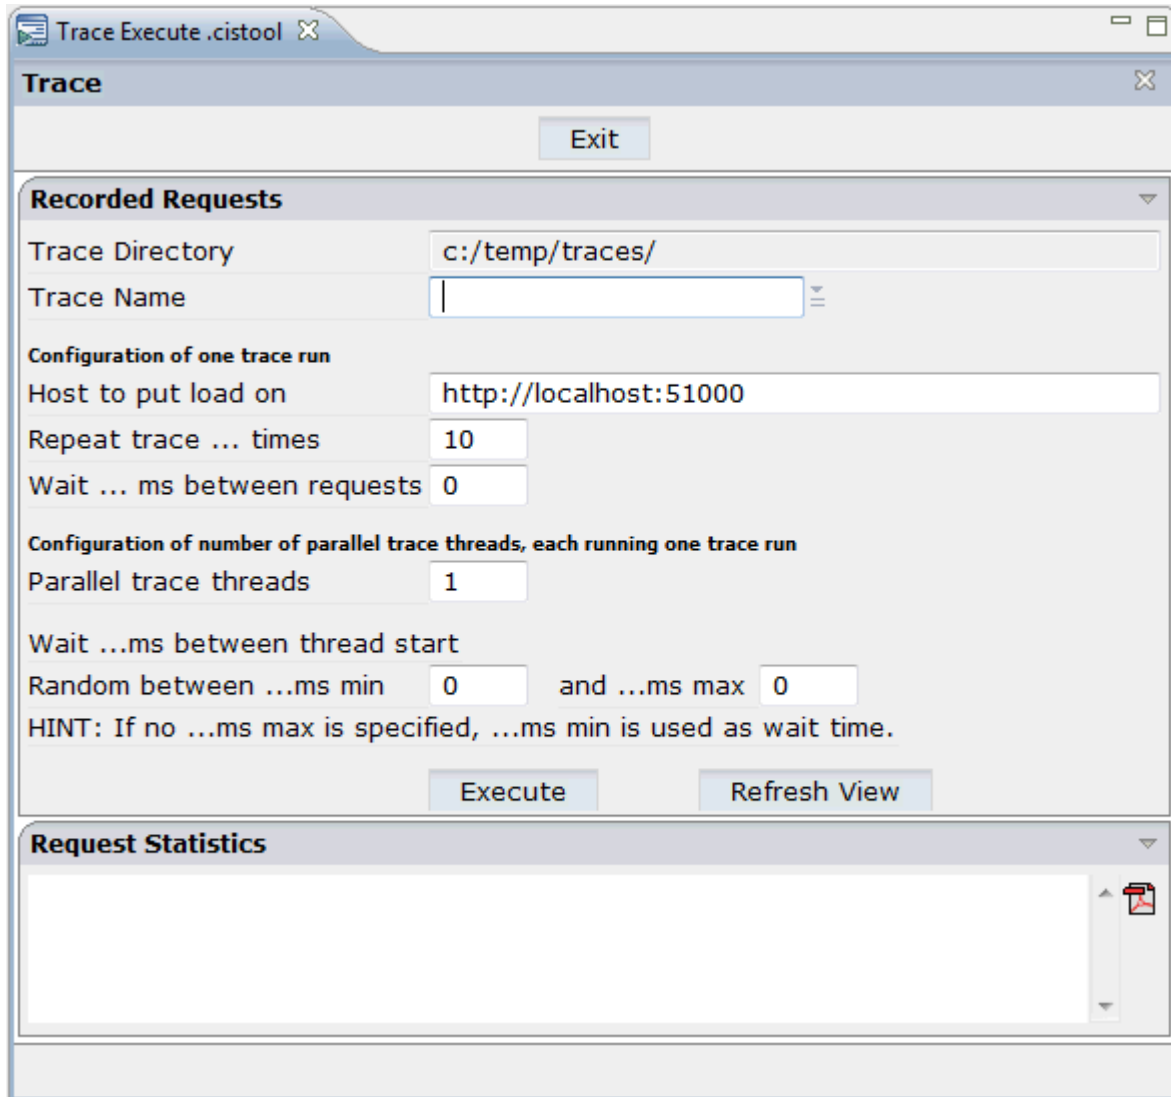 Trace Execute .cistool
Trace
Exit
Recorded Requests
Trace Directory c:/temp/traces/
Trace Name
Configuration of one trace run
Host to put load on http://localhost:51000
Repeat trace ... times 10
Wait ... ms between requests 0
Configuration of number of parallel trace threads, each running one trace run
Parallel trace threads 1
Wait ...ms between thread start
Random between ...ms min 0 and ...ms max 0
HINT: If no ...ms max is specified, ...ms min is used as wait time.
Execute Refresh View
Request Statistics